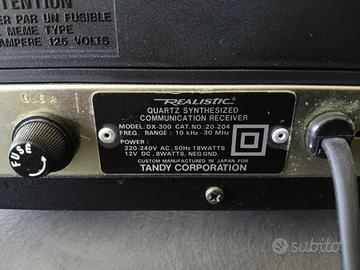 TTENTION
ER PAR UN FUSIBLE
E MEME TYPE
AMPERE 125 VOLTS
FUSE
REALISTIC®
QUARTZ SYNTHESIZED
COMMUNICATION RECEIVER
MODEL: DX-300 CAT. NO.: 20-204
FREQ. RANGE : 10 kHz - 30 MHz
POWER :
220-240V AC, 50Hz 18WATTS
12V DC, 8WATTS, NEG.GND.
CUSTOM MANUFACTURED IN JAPAN FOR
TANDY CORPORATION
subito